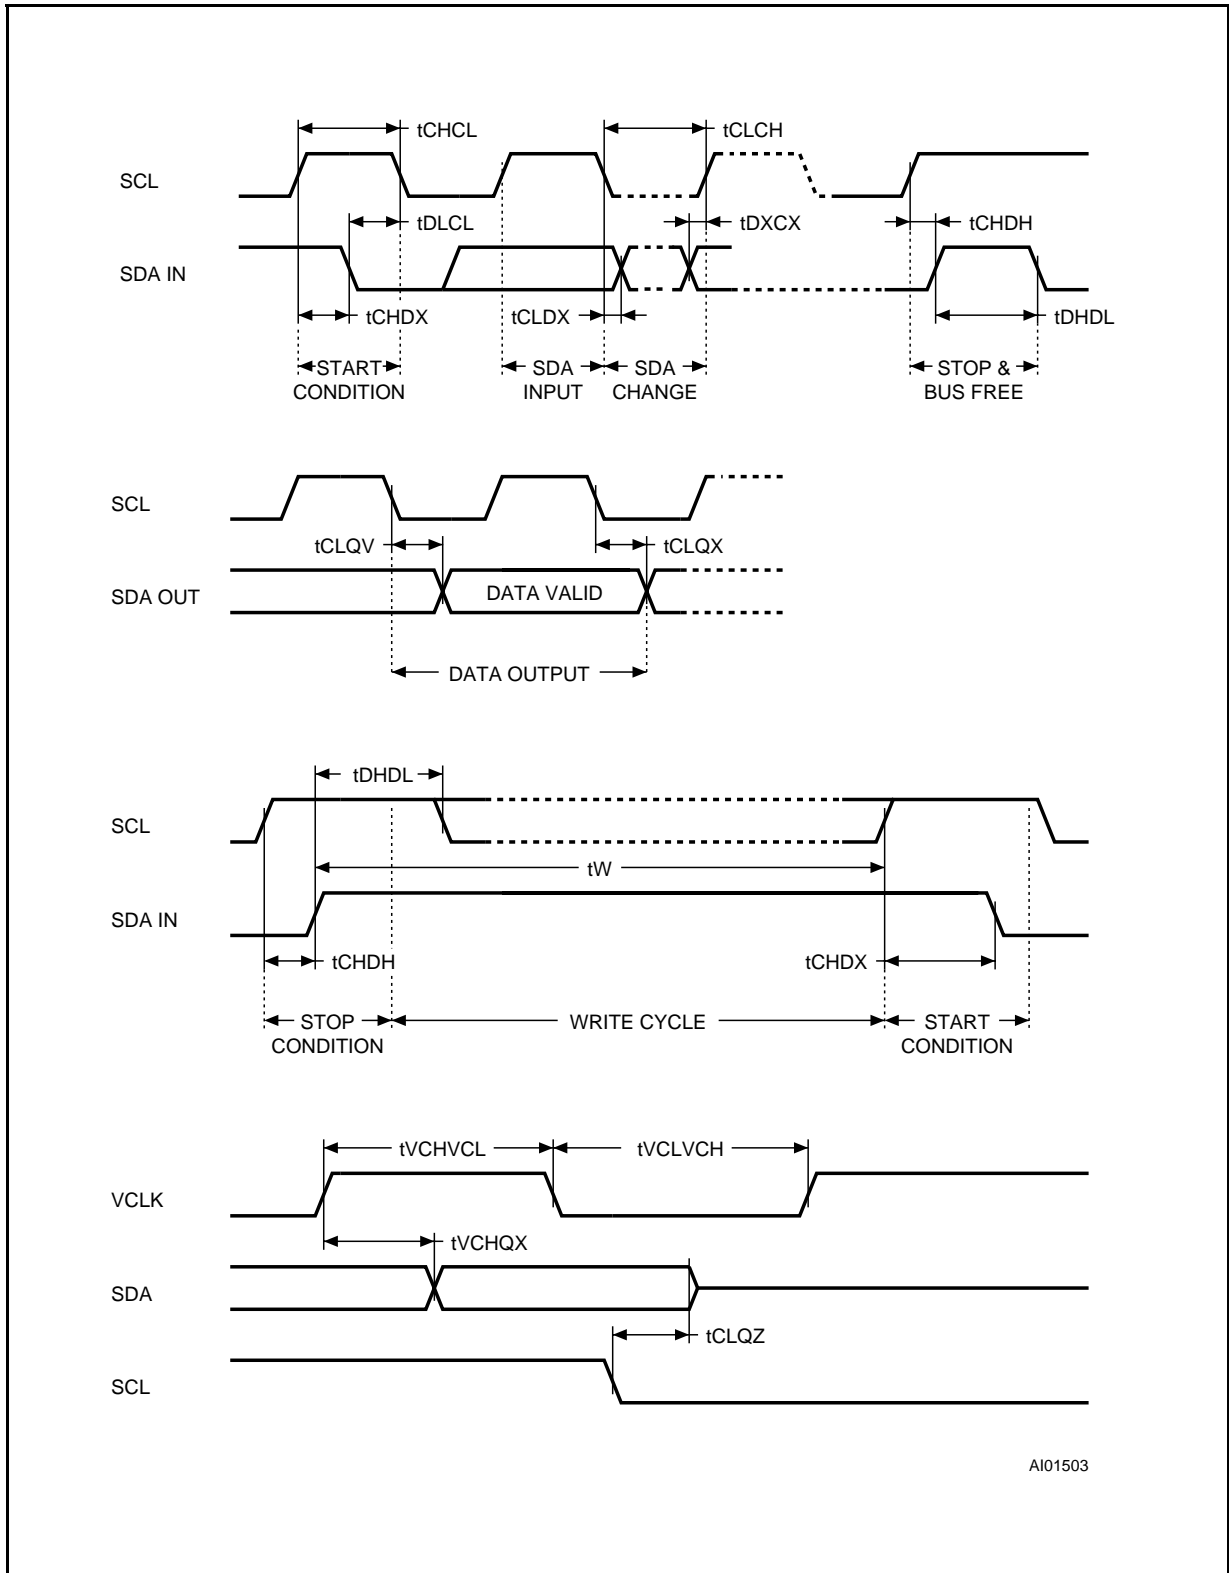 tCHCL
tCLCH
SCL
tDLCL
tDXCX
tCHDH
SDA IN
tCHDX
tCLDX
tDHDL
START
CONDITION
SDA
INPUT
SDA
CHANGE
STOP &
BUS FREE
SCL
tCLQV
tCLQX
SDA OUT
DATA VALID
DATA OUTPUT
tDHDL
SCL
tW
SDA IN
tCHDH
tCHDX
STOP
CONDITION
WRITE CYCLE
START
CONDITION
tVCHVCL
tVCLVCH
VCLK
tVCHQX
SDA
tCLQZ
SCL
AI01503